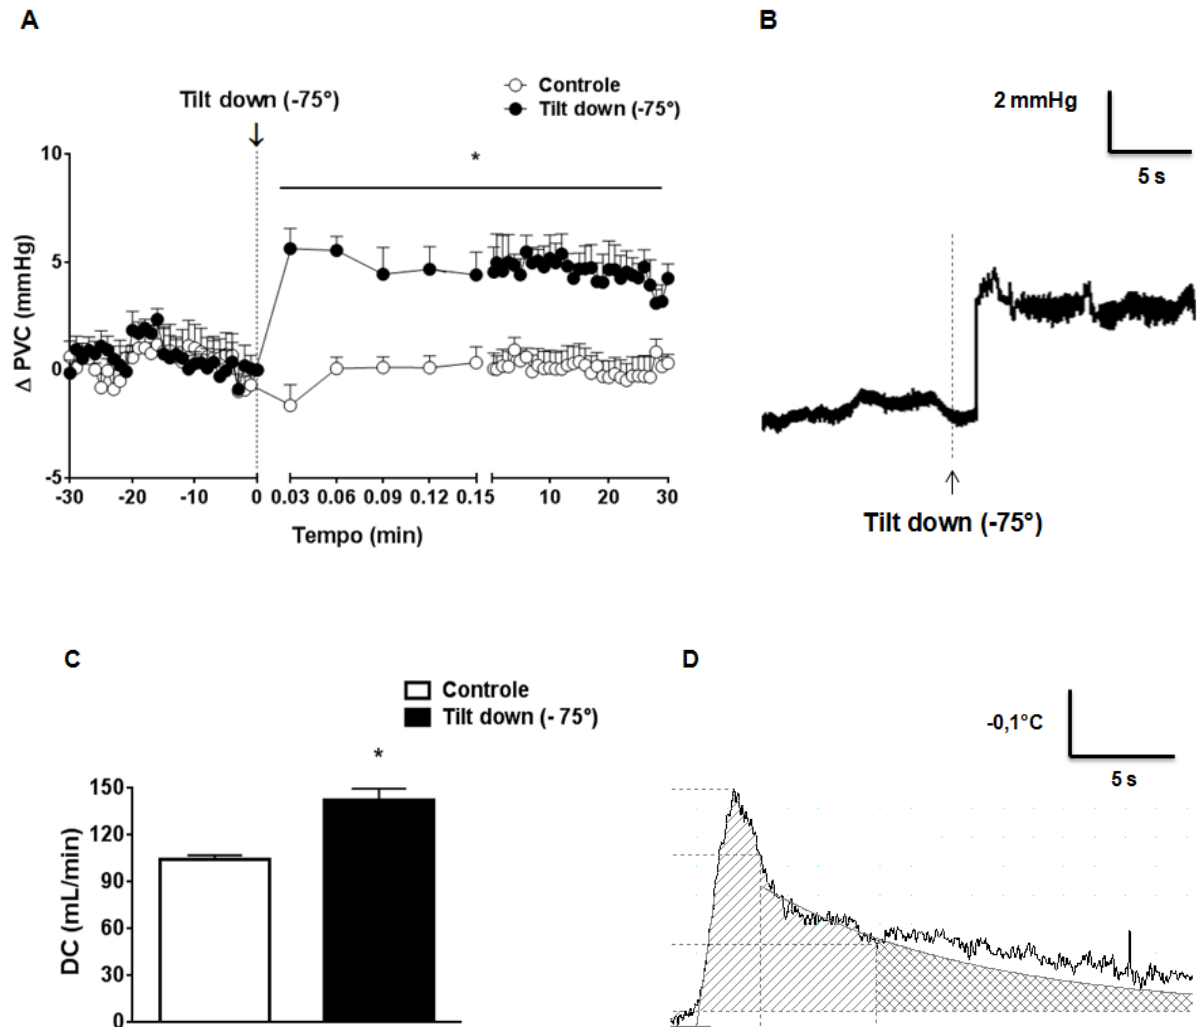 A
B
Tilt down (-75°)
Controle
Tilt down (-75°)
*
10
5
0
-5
Δ PVC (mmHg)
-30 -20 -10 0 0.03 0.06 0.09 0.12 0.15 10 20 30
Tempo (min)
2 mmHg
5 s
Tilt down (-75°)
C
D
Controle
Tilt down (- 75°)
*
150
120
90
60
30
0
DC (mL/min)
-0,1°C
5 s